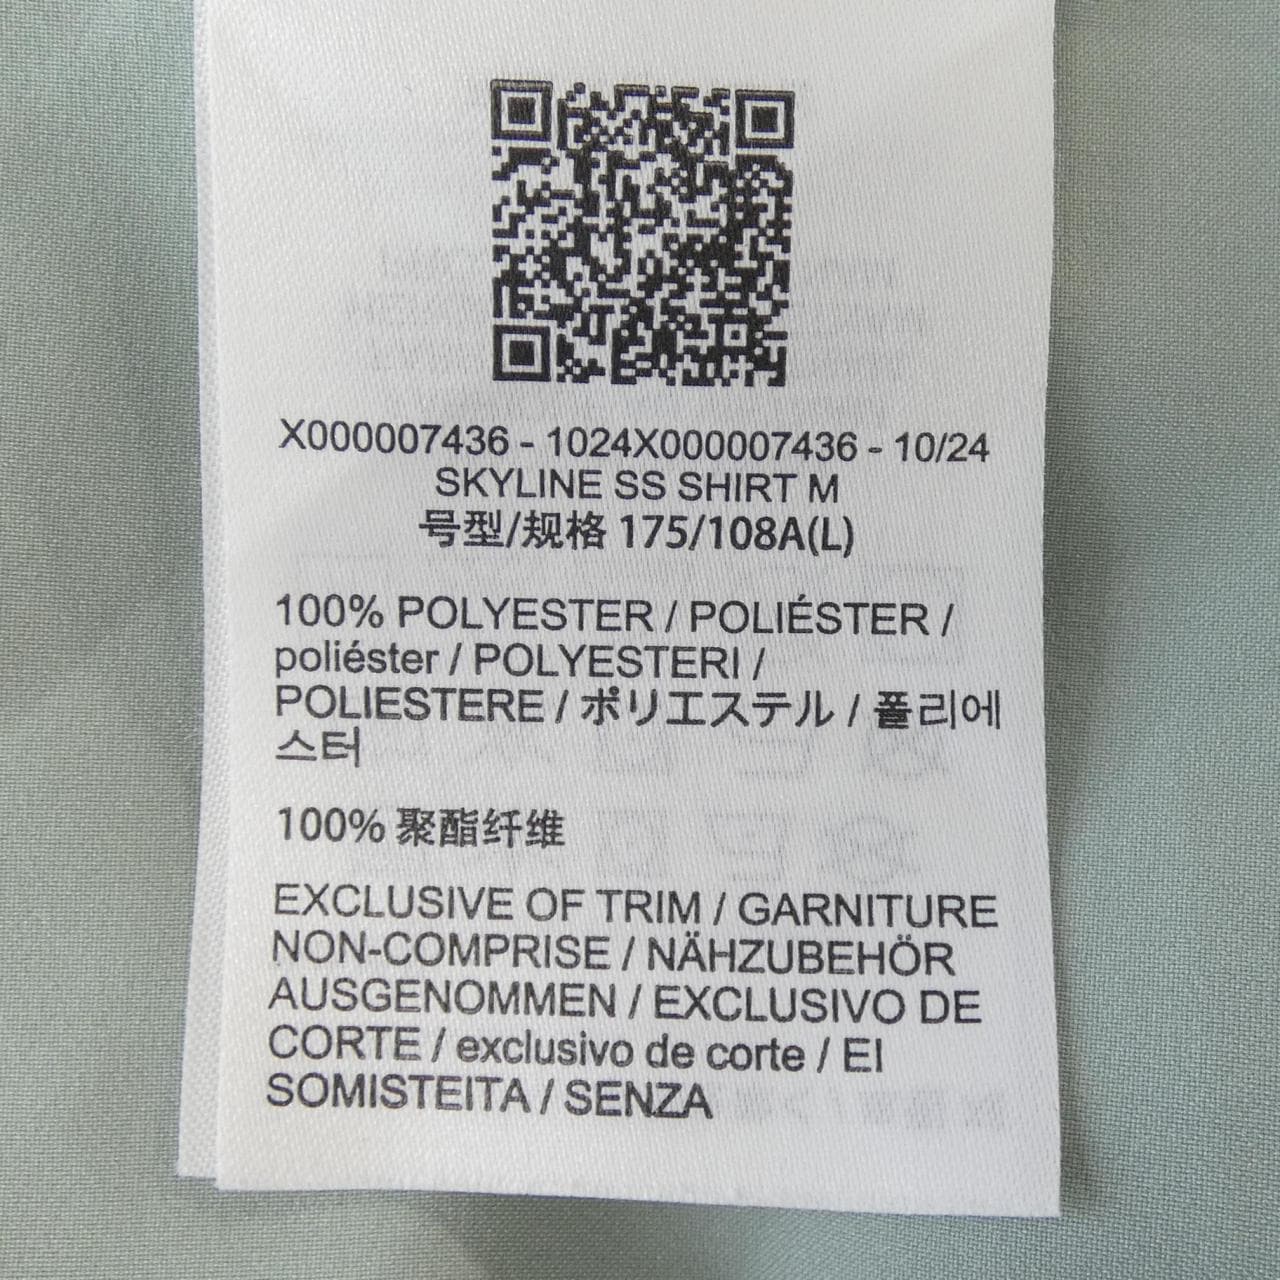 X000007436 - 1024X000007436 - 10/24
SKYLINE SS SHIRT M
号型/规格 175/108A(L)
100% POLYESTER / POLIÉSTER /
poliéster / POLYESTERI /
POLIESTERE / ポリエステル / 폴리에
스터
100% 聚酯纤维
EXCLUSIVE OF TRIM / GARNITURE
NON-COMPRISE / NÄHZUBEHÖR
AUSGENOMMEN / EXCLUSIVO DE
CORTE / exclusivo de corte / EI
SOMISTEITA / SENZA